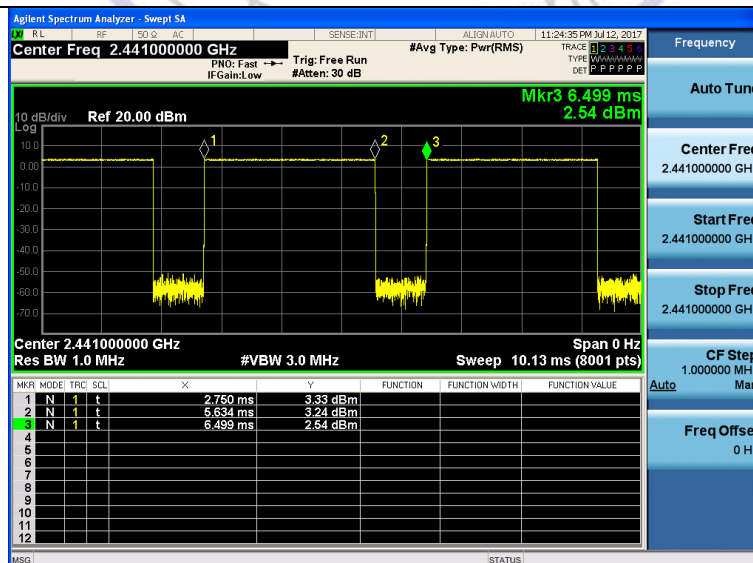 Agilent Spectrum Analyzer - Swept SA
LXI RL RF 50 Ω AC SENSE:INT ALIGN AUTO 11:24:35 PM Jul 12, 2017
Center Freq 2.441000000 GHz
#Avg Type: Pwr(RMS)
TRACE 1 2 3 4 5 6
TYPE W
DET P P P P P P
PNO: Fast
IFGain:Low
Trig: Free Run
#Atten: 30 dB
Mkr3 6.499 ms
2.54 dBm
10 dB/div
Log
Ref 20.00 dBm
10.0
0.00
-10.0
-20.0
-30.0
-40.0
-50.0
-60.0
-70.0
1
2
3
Center 2.441000000 GHz
Span 0 Hz
Res BW 1.0 MHz
#VBW 3.0 MHz
Sweep 10.13 ms (8001 pts)
MKR MODE TRC SCL X Y FUNCTION FUNCTION WIDTH FUNCTION VALUE
1 N 1 t 2.750 ms 3.33 dBm
2 N 1 t 5.634 ms 3.24 dBm
3 N 1 t 6.499 ms 2.54 dBm
4
5
6
7
8
9
10
11
12
MSG
STATUS
Frequency
Auto Tun
Center Fre
2.441000000 GH
Start Fre
2.441000000 GH
Stop Fre
2.441000000 GH
CF Step
1.000000 MH
Auto Ma
Freq Offse
0 H